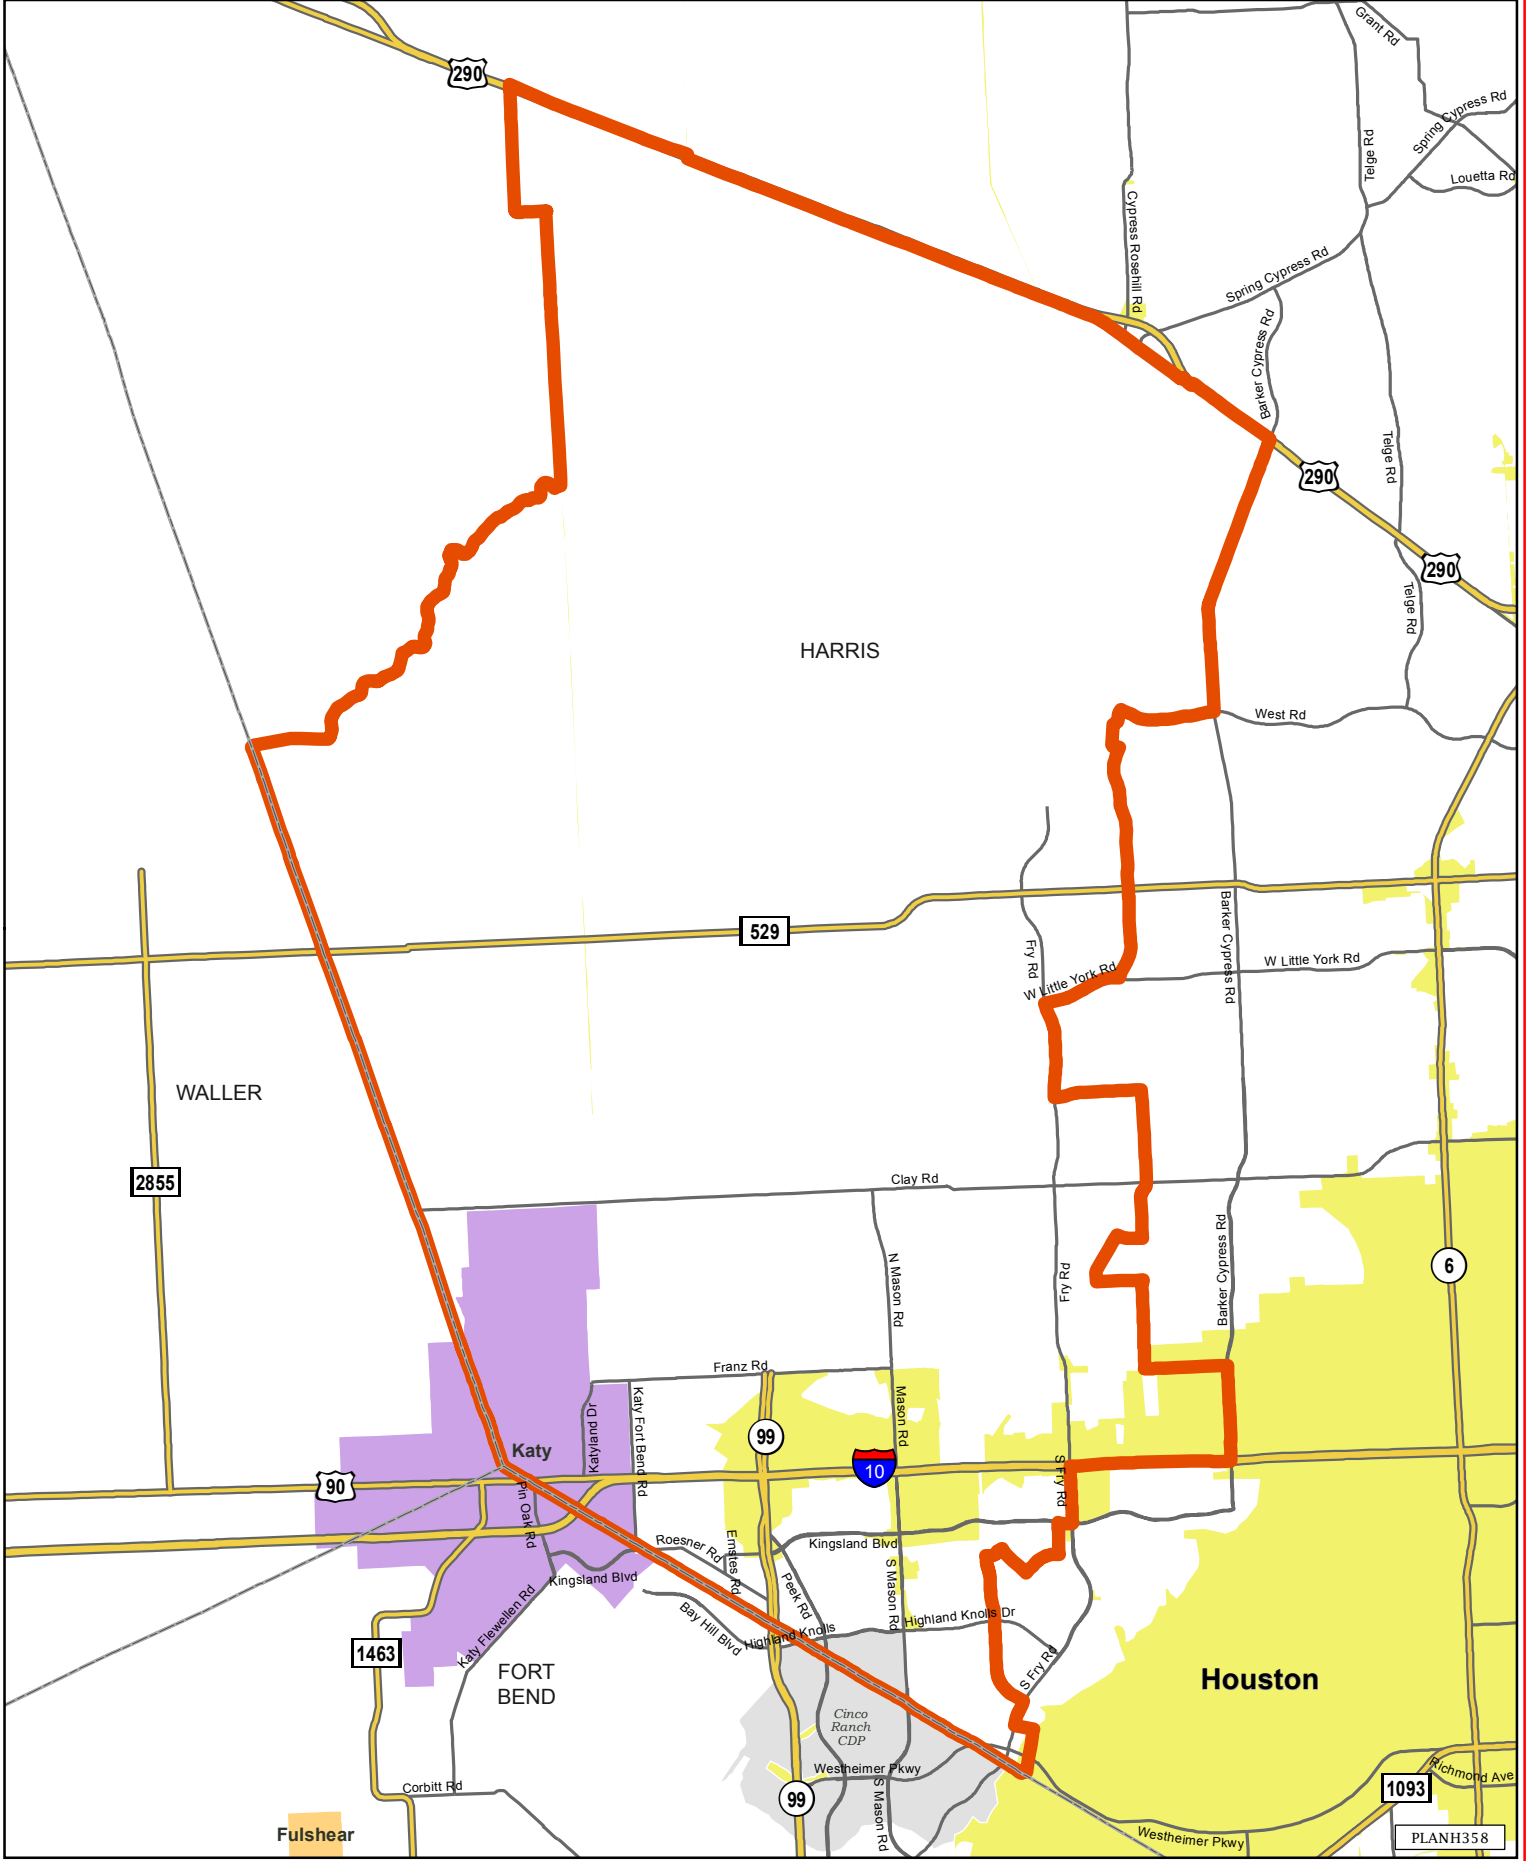 Grant Rd
290
Spring Cypress Rd
Telge Rd
Louetta Rd
Cypress Rosehill Rd
Spring Cypress Rd
Barker Cypress Rd
Telge Rd
290
290
Telge Rd
HARRIS
West Rd
529
Barker Cypress Rd
Fry Rd
W Little York Rd
W Little York Rd
WALLER
2855
Clay Rd
N Mason Rd
Fry Rd
Barker Cypress Rd
6
Franz Rd
Katyland Dr
Katy Fort Bend Rd
Mason Rd
99
Katy
10
S Fry Rd
90
Pin Oak Rd
Roesner Rd
Ernstes Rd
Kingsland Blvd
Kingsland Blvd
Peek Rd
S Mason Rd
Katy Flewellen Rd
Bay Hill Blvd
Highland Knolls
Highland Knolls Dr
1463
FORT
BEND
S Fry Rd
Houston
Cinco
Ranch
CDP
Westheimer Pkwy
S Mason Rd
99
Corbitt Rd
Richmond Ave
1093
Fulshear
Westheimer Pkwy
PLANH358